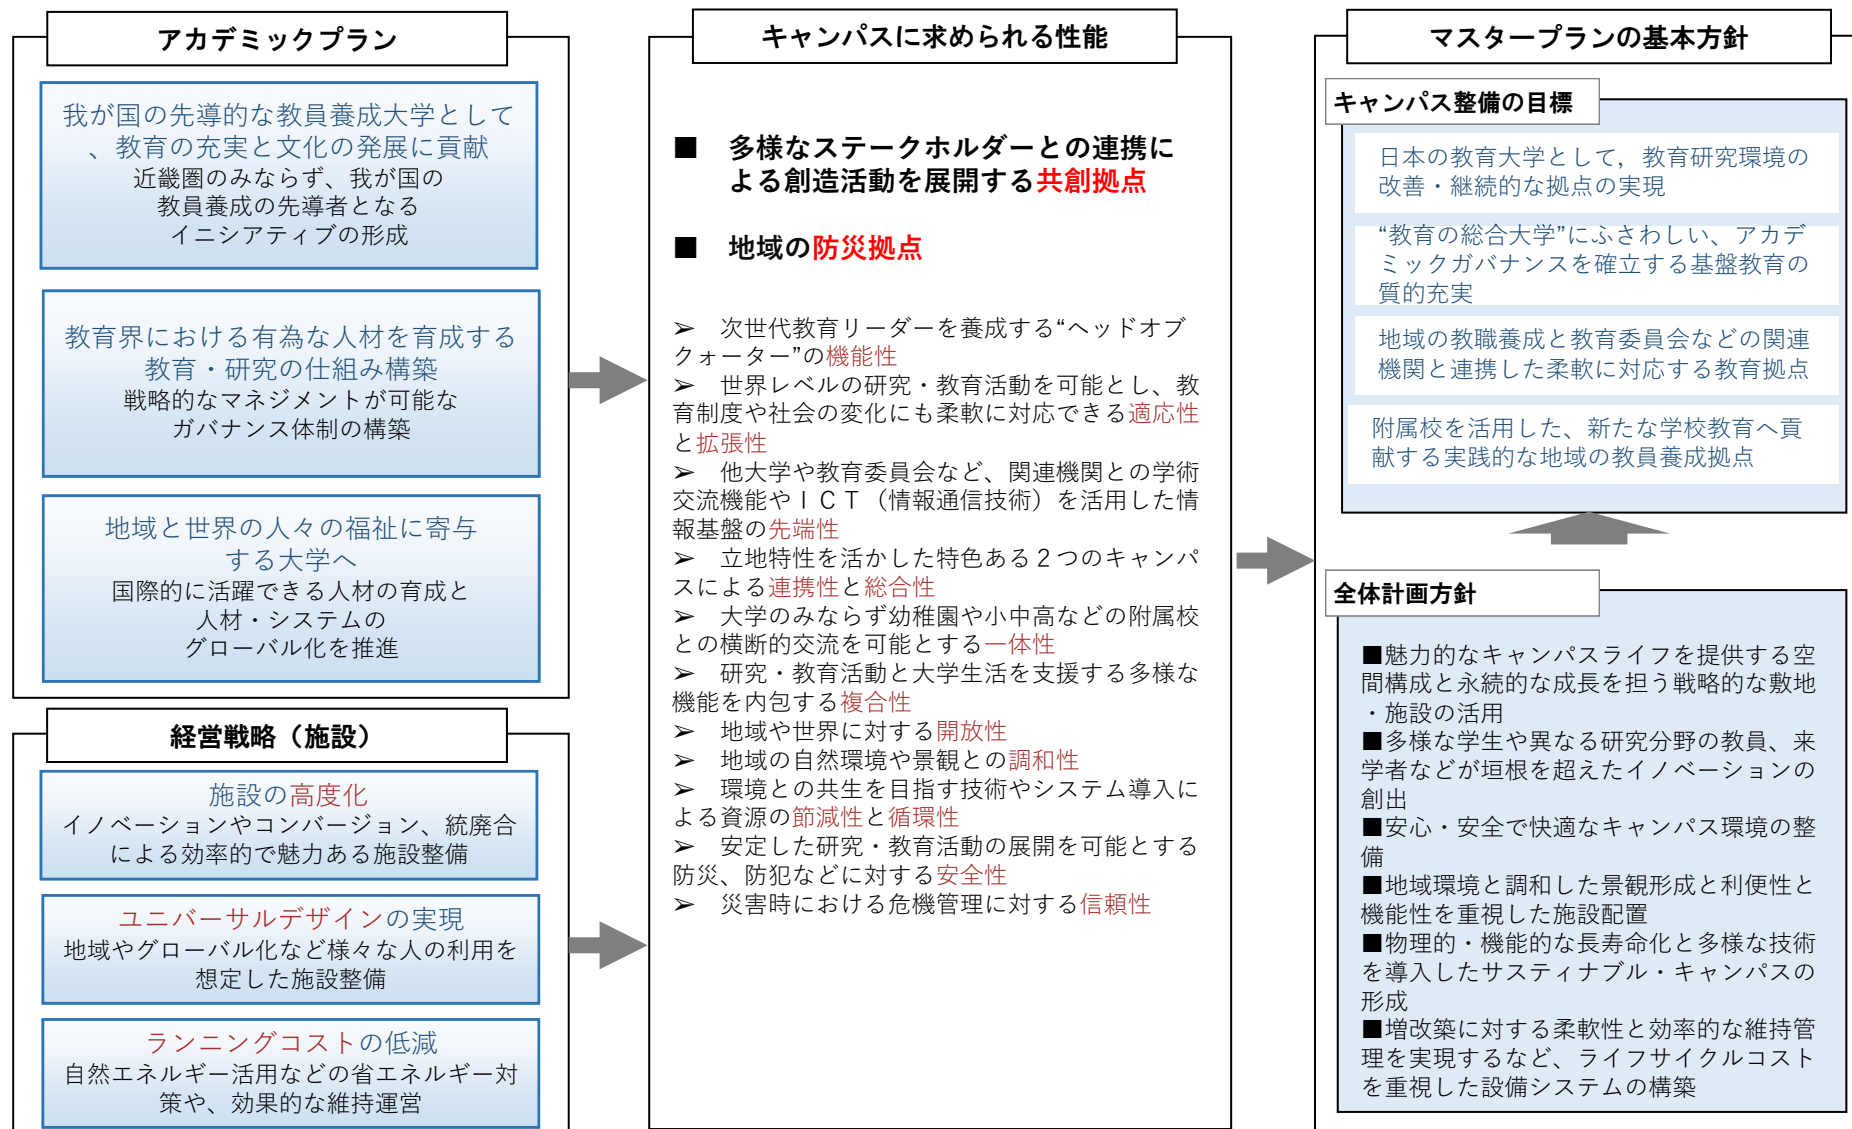 アカデミックプラン
我が国の先導的な教員養成大学として
、教育の充実と文化の発展に貢献
近畿圏のみならず、我が国の
教員養成の先導者となる
イニシアティブの形成
教育界における有為な人材を育成する
教育・研究の仕組み構築
戦略的なマネジメントが可能な
ガバナンス体制の構築
地域と世界の人々の福祉に寄与
する大学へ
国際的に活躍できる人材の育成と
人材・システムの
グローバル化を推進
経営戦略（施設）
施設の高度化
イノベーションやコンバージョン、統廃合
による効率的で魅力ある施設整備
ユニバーサルデザインの実現
地域やグローバル化など様々な人の利用を
想定した施設整備
ランニングコストの低減
自然エネルギー活用などの省エネルギー対
策や、効果的な維持運営
キャンパスに求められる性能
■　多様なステークホルダーとの連携に
よる創造活動を展開する共創拠点
■　地域の防災拠点
➢　次世代教育リーダーを養成する“ヘッドオブ
クォーター”の機能性
➢　世界レベルの研究・教育活動を可能とし、教
育制度や社会の変化にも柔軟に対応できる適応性
と拡張性
➢　他大学や教育委員会など、関連機関との学術
交流機能やＩＣＴ（情報通信技術）を活用した情
報基盤の先端性
➢　立地特性を活かした特色ある２つのキャンパ
スによる連携性と総合性
➢　大学のみならず幼稚園や小中高などの附属校
との横断的交流を可能とする一体性
➢　研究・教育活動と大学生活を支援する多様な
機能を内包する複合性
➢　地域や世界に対する開放性
➢　地域の自然環境や景観との調和性
➢　環境との共生を目指す技術やシステム導入に
よる資源の節減性と循環性
➢　安定した研究・教育活動の展開を可能とする
防災、防犯などに対する安全性
➢　災害時における危機管理に対する信頼性
マスタープランの基本方針
キャンパス整備の目標
日本の教育大学として，教育研究環境の
改善・継続的な拠点の実現
“教育の総合大学”にふさわしい、アカデ
ミックガバナンスを確立する基盤教育の
質的充実
地域の教職養成と教育委員会などの関連
機関と連携した柔軟に対応する教育拠点
附属校を活用した、新たな学校教育へ貢
献する実践的な地域の教員養成拠点
全体計画方針
■魅力的なキャンパスライフを提供する空
間構成と永続的な成長を担う戦略的な敷地
・施設の活用
■多様な学生や異なる研究分野の教員、来
学者などが垣根を超えたイノベーションの
創出
■安心・安全で快適なキャンパス環境の整
備
■地域環境と調和した景観形成と利便性と
機能性を重視した施設配置
■物理的・機能的な長寿命化と多様な技術
を導入したサスティナブル・キャンパスの
形成
■増改築に対する柔軟性と効率的な維持管
理を実現するなど、ライフサイクルコスト
を重視した設備システムの構築